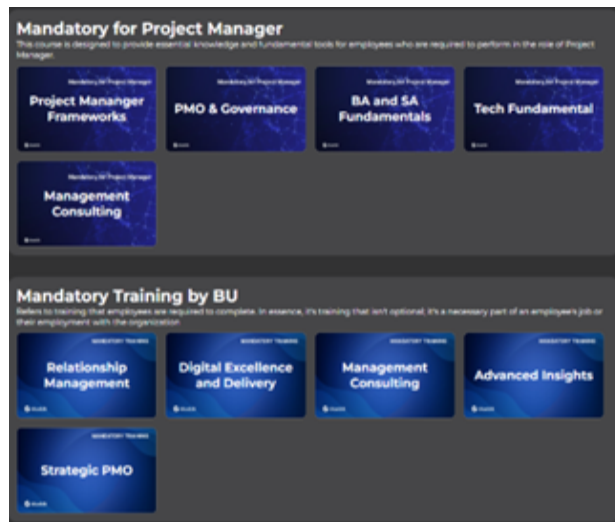 Mandatory for Project Manager
This course is designed to provide essential knowledge and fundamental tools for employees who are required to perform in the role of Project
Manager.
Mandatory for Project Manager
Project Mananger
Frameworks
Mandatory for Project Manager
PMO & Governance
Mandatory for Project Manager
BA and SA
Fundamentals
Mandatory for Project Manager
Tech Fundamental
Mandatory for Project Manager
Management
Consulting
Mandatory Training by BU
Refers to training that employees are required to complete. In essence, it's training that isn't optional; it's a necessary part of an employee's job or
their employment with the organization
MANDATORY TRAINING
Relationship
Management
MANDATORY TRAINING
Digital Excellence
and Delivery
MANDATORY TRAINING
Management
Consulting
MANDATORY TRAINING
Advanced Insights
MANDATORY TRAINING
Strategic PMO